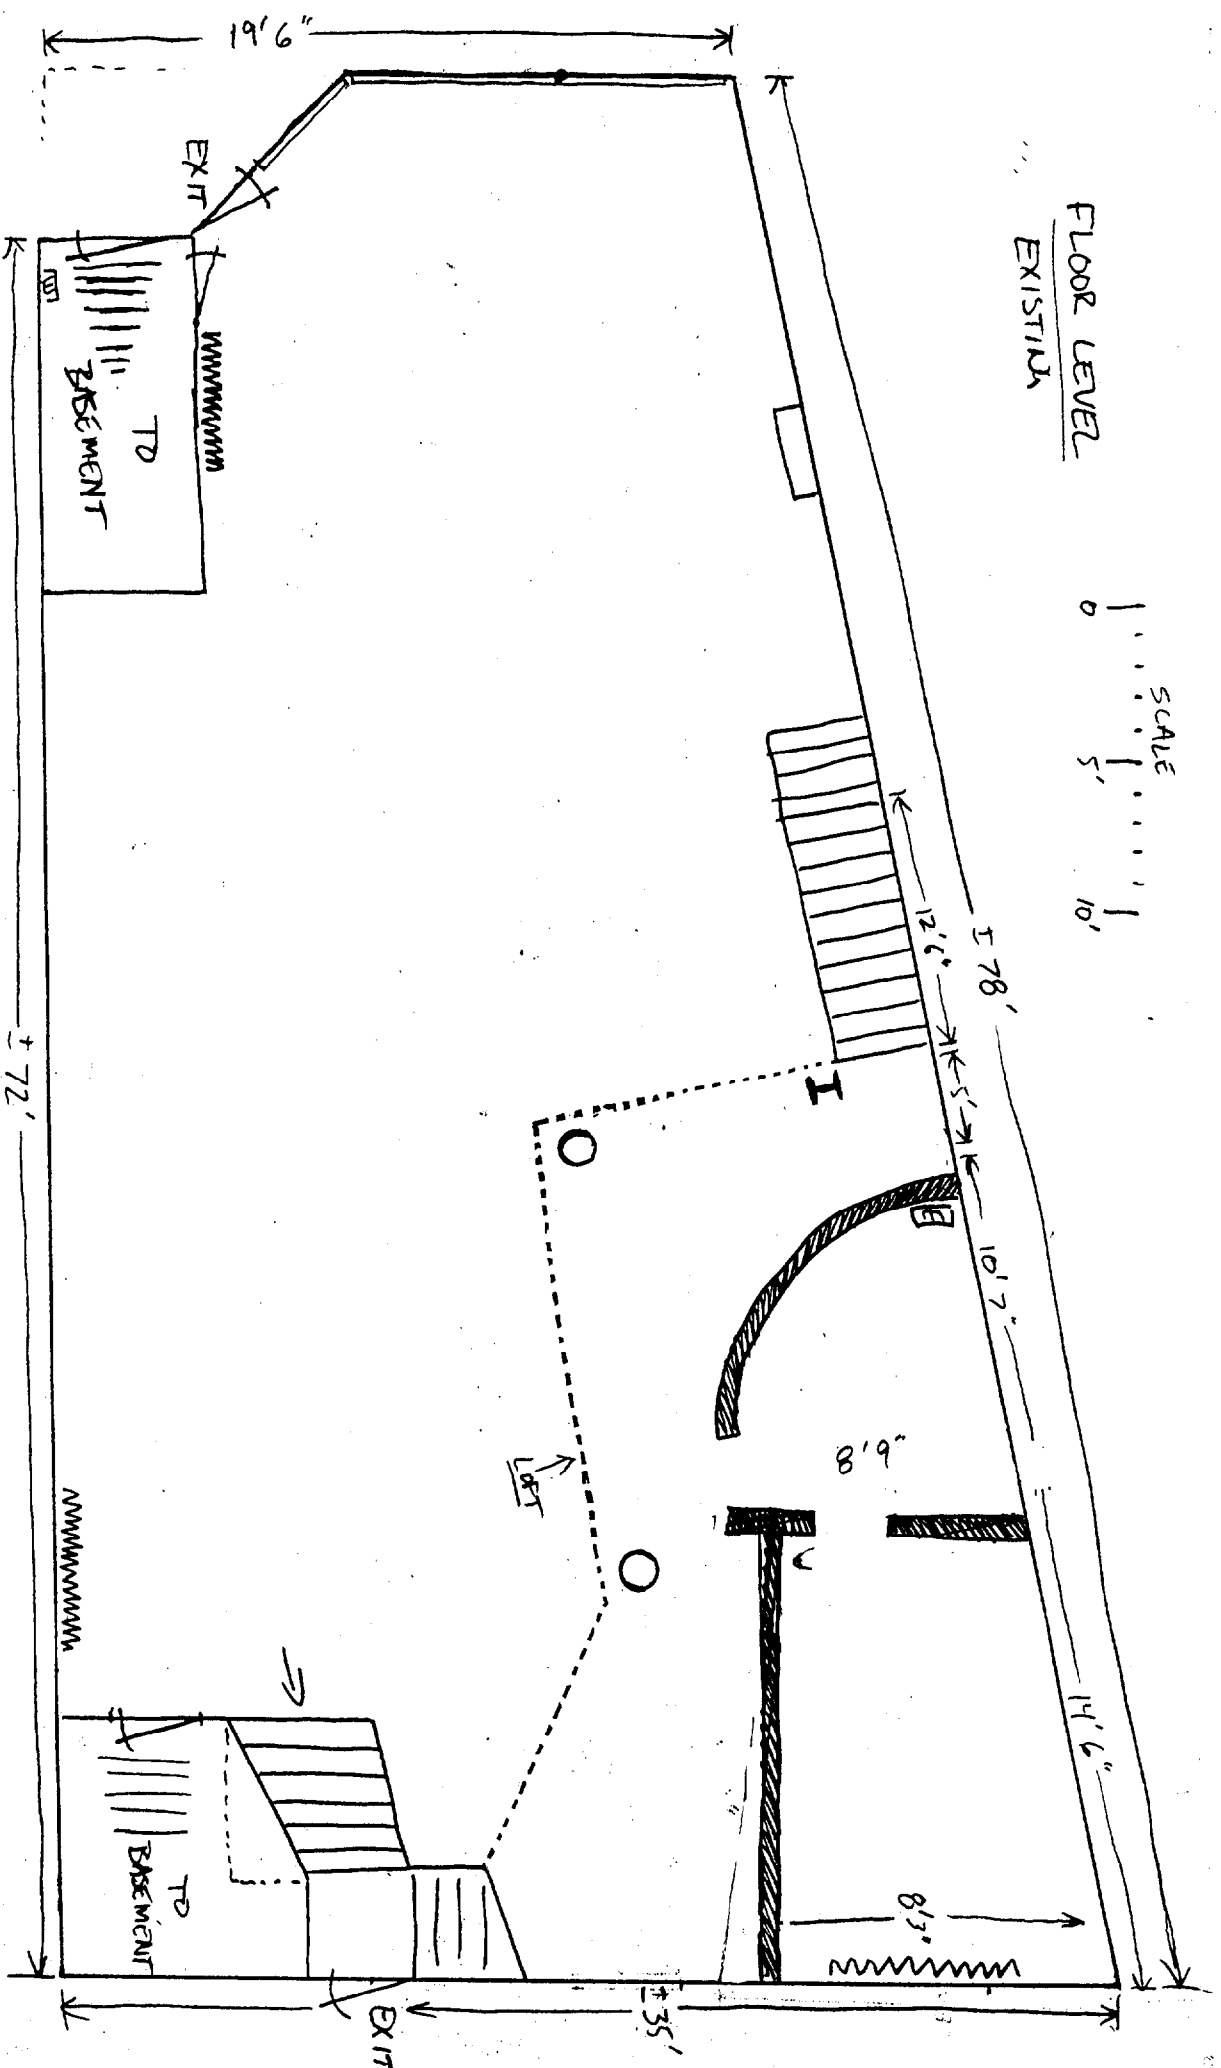 FLOOR LEVEL
EXISTING
SCALE
0
5'
10'
19'6"
EXIT
TO
BASEMENT
± 78'
12'6"
5'
10'7"
14'6"
E
6'8"
LOFT
± 72'
TO
BASEMENT
8'3"
EXIT
± 35'